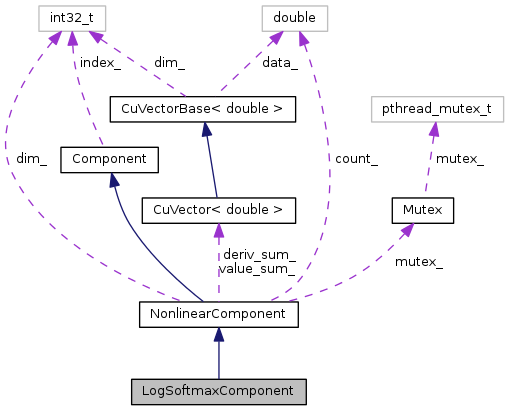 int32_t
double
index_
dim_
data_
CuVectorBase< double >
pthread_mutex_t
dim_
Component
count_
mutex_
CuVector< double >
Mutex
deriv_sum_
value_sum_
mutex_
NonlinearComponent
LogSoftmaxComponent